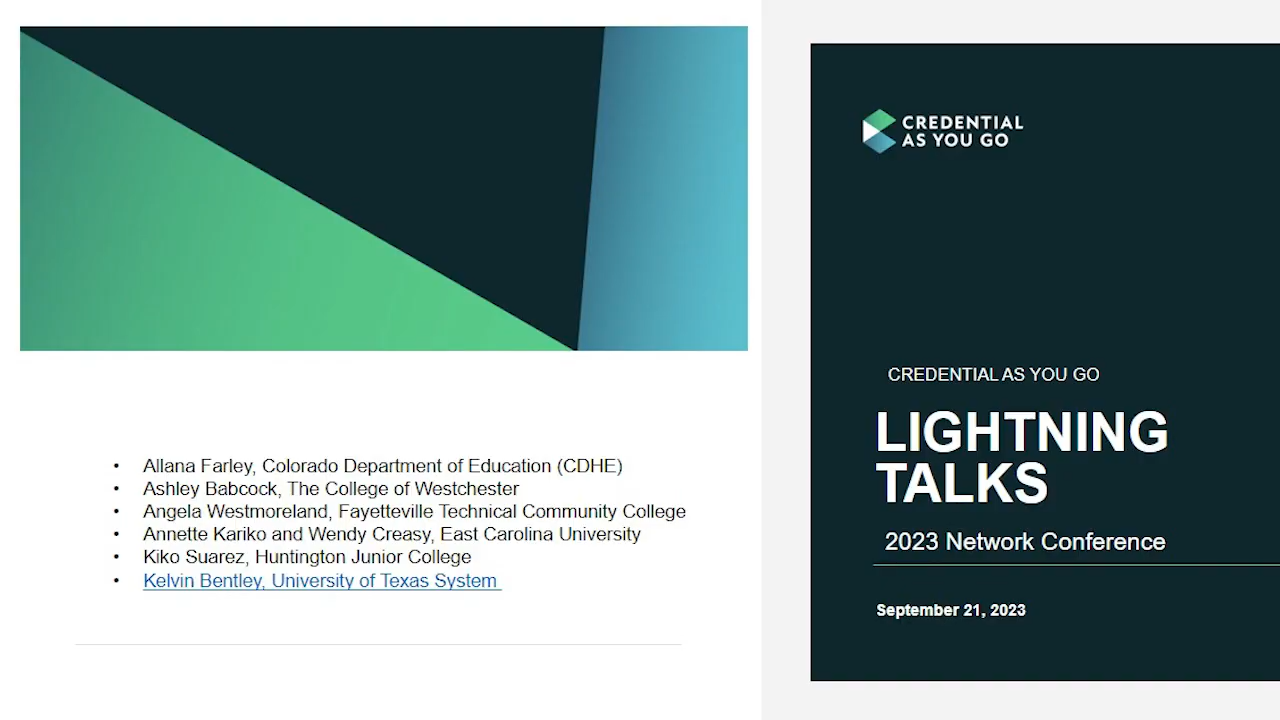 • Allana Farley, Colorado Department of Education (CDHE)
• Ashley Babcock, The College of Westchester
• Angela Westmoreland, Fayetteville Technical Community College
• Annette Kariko and Wendy Creasy, East Carolina University
• Kiko Suarez, Huntington Junior College
• Kelvin Bentley, University of Texas System
CREDENTIAL
AS YOU GO
CREDENTIAL AS YOU GO
LIGHTNING
TALKS
2023 Network Conference
September 21, 2023